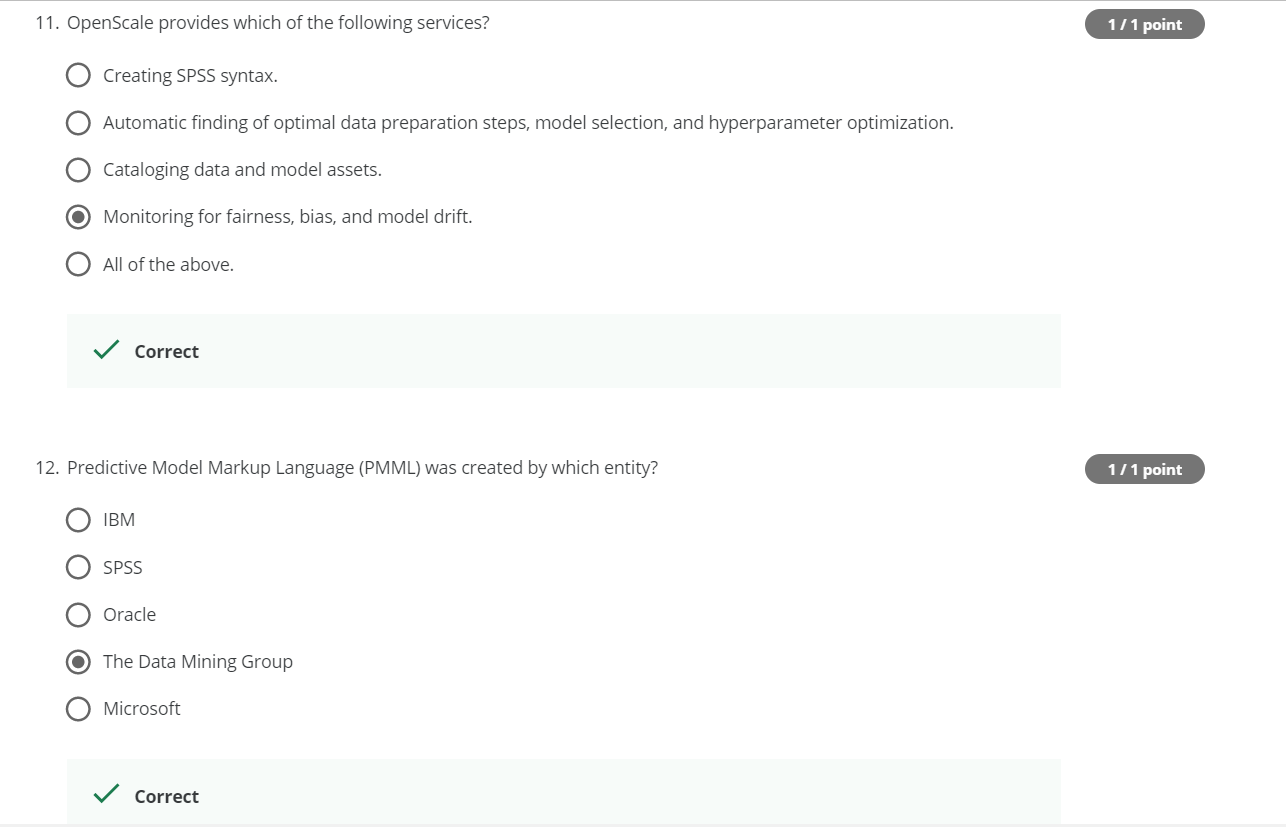 11. OpenScale provides which of the following services?
1 / 1 point
Creating SPSS syntax.
Automatic finding of optimal data preparation steps, model selection, and hyperparameter optimization.
Cataloging data and model assets.
Monitoring for fairness, bias, and model drift.
All of the above.
Correct
12. Predictive Model Markup Language (PMML) was created by which entity?
1 / 1 point
IBM
SPSS
Oracle
The Data Mining Group
Microsoft
Correct